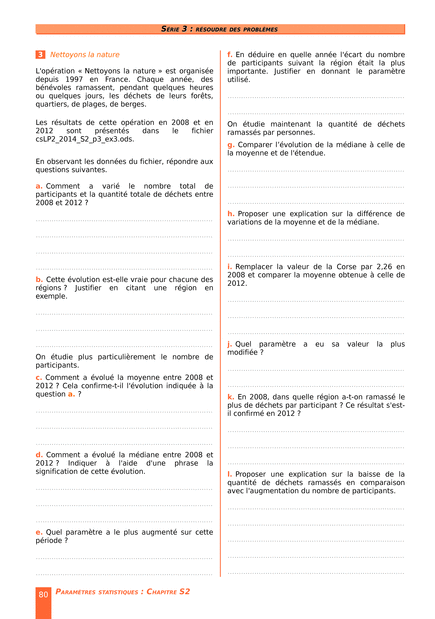 SÉRIE 3 : RÉSOUDRE DES PROBLÈMES
3 Nettoyons la nature
L'opération « Nettoyons la nature » est organisée
depuis 1997 en France. Chaque année, des
bénévoles ramassent, pendant quelques heures
ou quelques jours, les déchets de leurs forêts,
quartiers, de plages, de berges.
Les résultats de cette opération en 2008 et en
2012 sont présentés dans le fichier
csLP2_2014_S2_p3_ex3.ods.
En observant les données du fichier, répondre aux
questions suivantes.
a. Comment a varié le nombre total de
participants et la quantité totale de déchets entre
2008 et 2012 ?
b. Cette évolution est-elle vraie pour chacune des
régions ? Justifier en citant une région en
exemple.
On étudie plus particulièrement le nombre de
participants.
c. Comment a évolué la moyenne entre 2008 et
2012 ? Cela confirme-t-il l'évolution indiquée à la
question a. ?
d. Comment a évolué la médiane entre 2008 et
2012 ? Indiquer à l'aide d'une phrase la
signification de cette évolution.
e. Quel paramètre a le plus augmenté sur cette
période ?
f. En déduire en quelle année l'écart du nombre
de participants suivant la région était la plus
importante. Justifier en donnant le paramètre
utilisé.
On étudie maintenant la quantité de déchets
ramassés par personnes.
g. Comparer l'évolution de la médiane à celle de
la moyenne et de l'étendue.
h. Proposer une explication sur la différence de
variations de la moyenne et de la médiane.
i. Remplacer la valeur de la Corse par 2,26 en
2008 et comparer la moyenne obtenue à celle de
2012.
j. Quel paramètre a eu sa valeur la plus
modifiée ?
k. En 2008, dans quelle région a-t-on ramassé le
plus de déchets par participant ? Ce résultat s'est-
il confirmé en 2012 ?
l. Proposer une explication sur la baisse de la
quantité de déchets ramassés en comparaison
avec l'augmentation du nombre de participants.
80 PARAMÈTRES STATISTIQUES : CHAPITRE S2